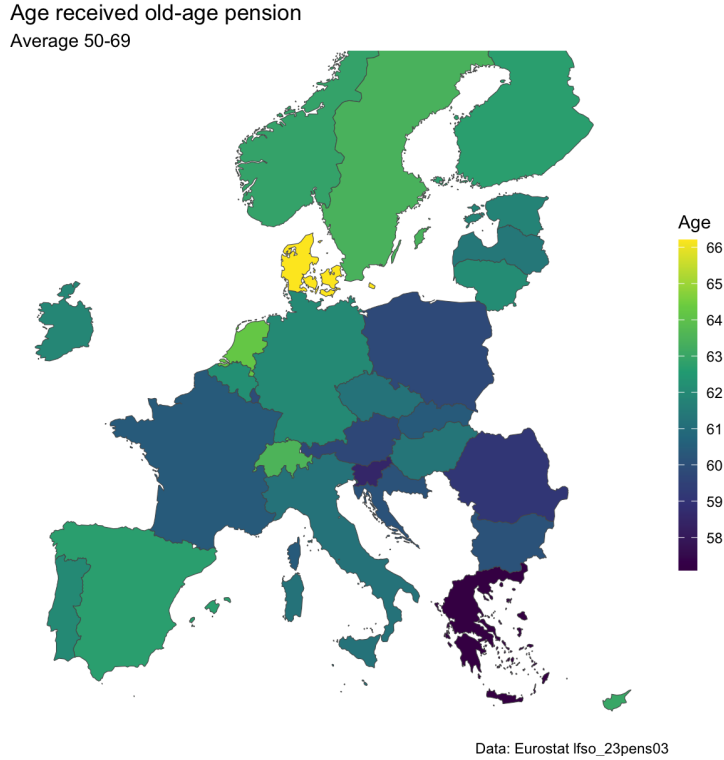 Age received old-age pension
Average 50-69
Age
66
65
64
63
62
61
60
59
58
Data: Eurostat lfso_23pens03